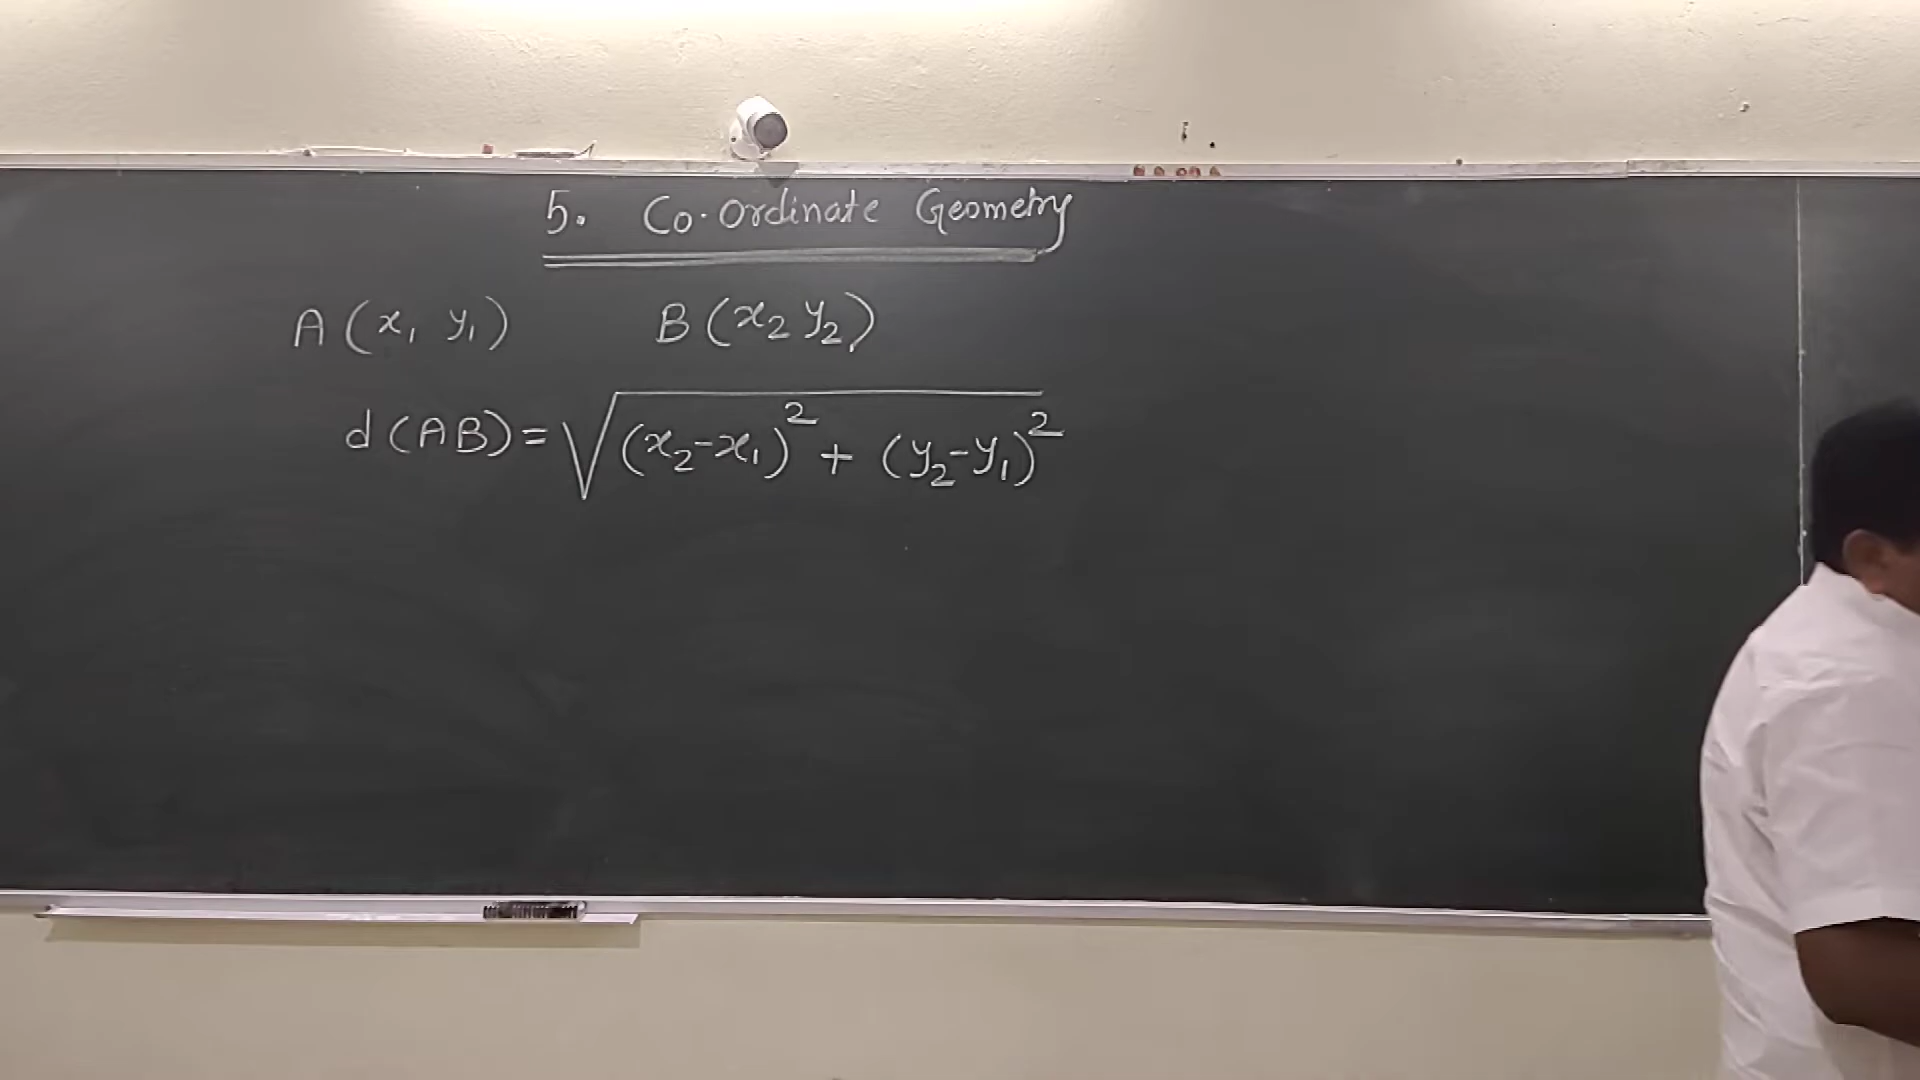 5. Co-Ordinate Geometry
A (x₁ y₁) B (x₂ y₂)
d (AB) = √(x₂-x₁)² + (y₂-y₁)²